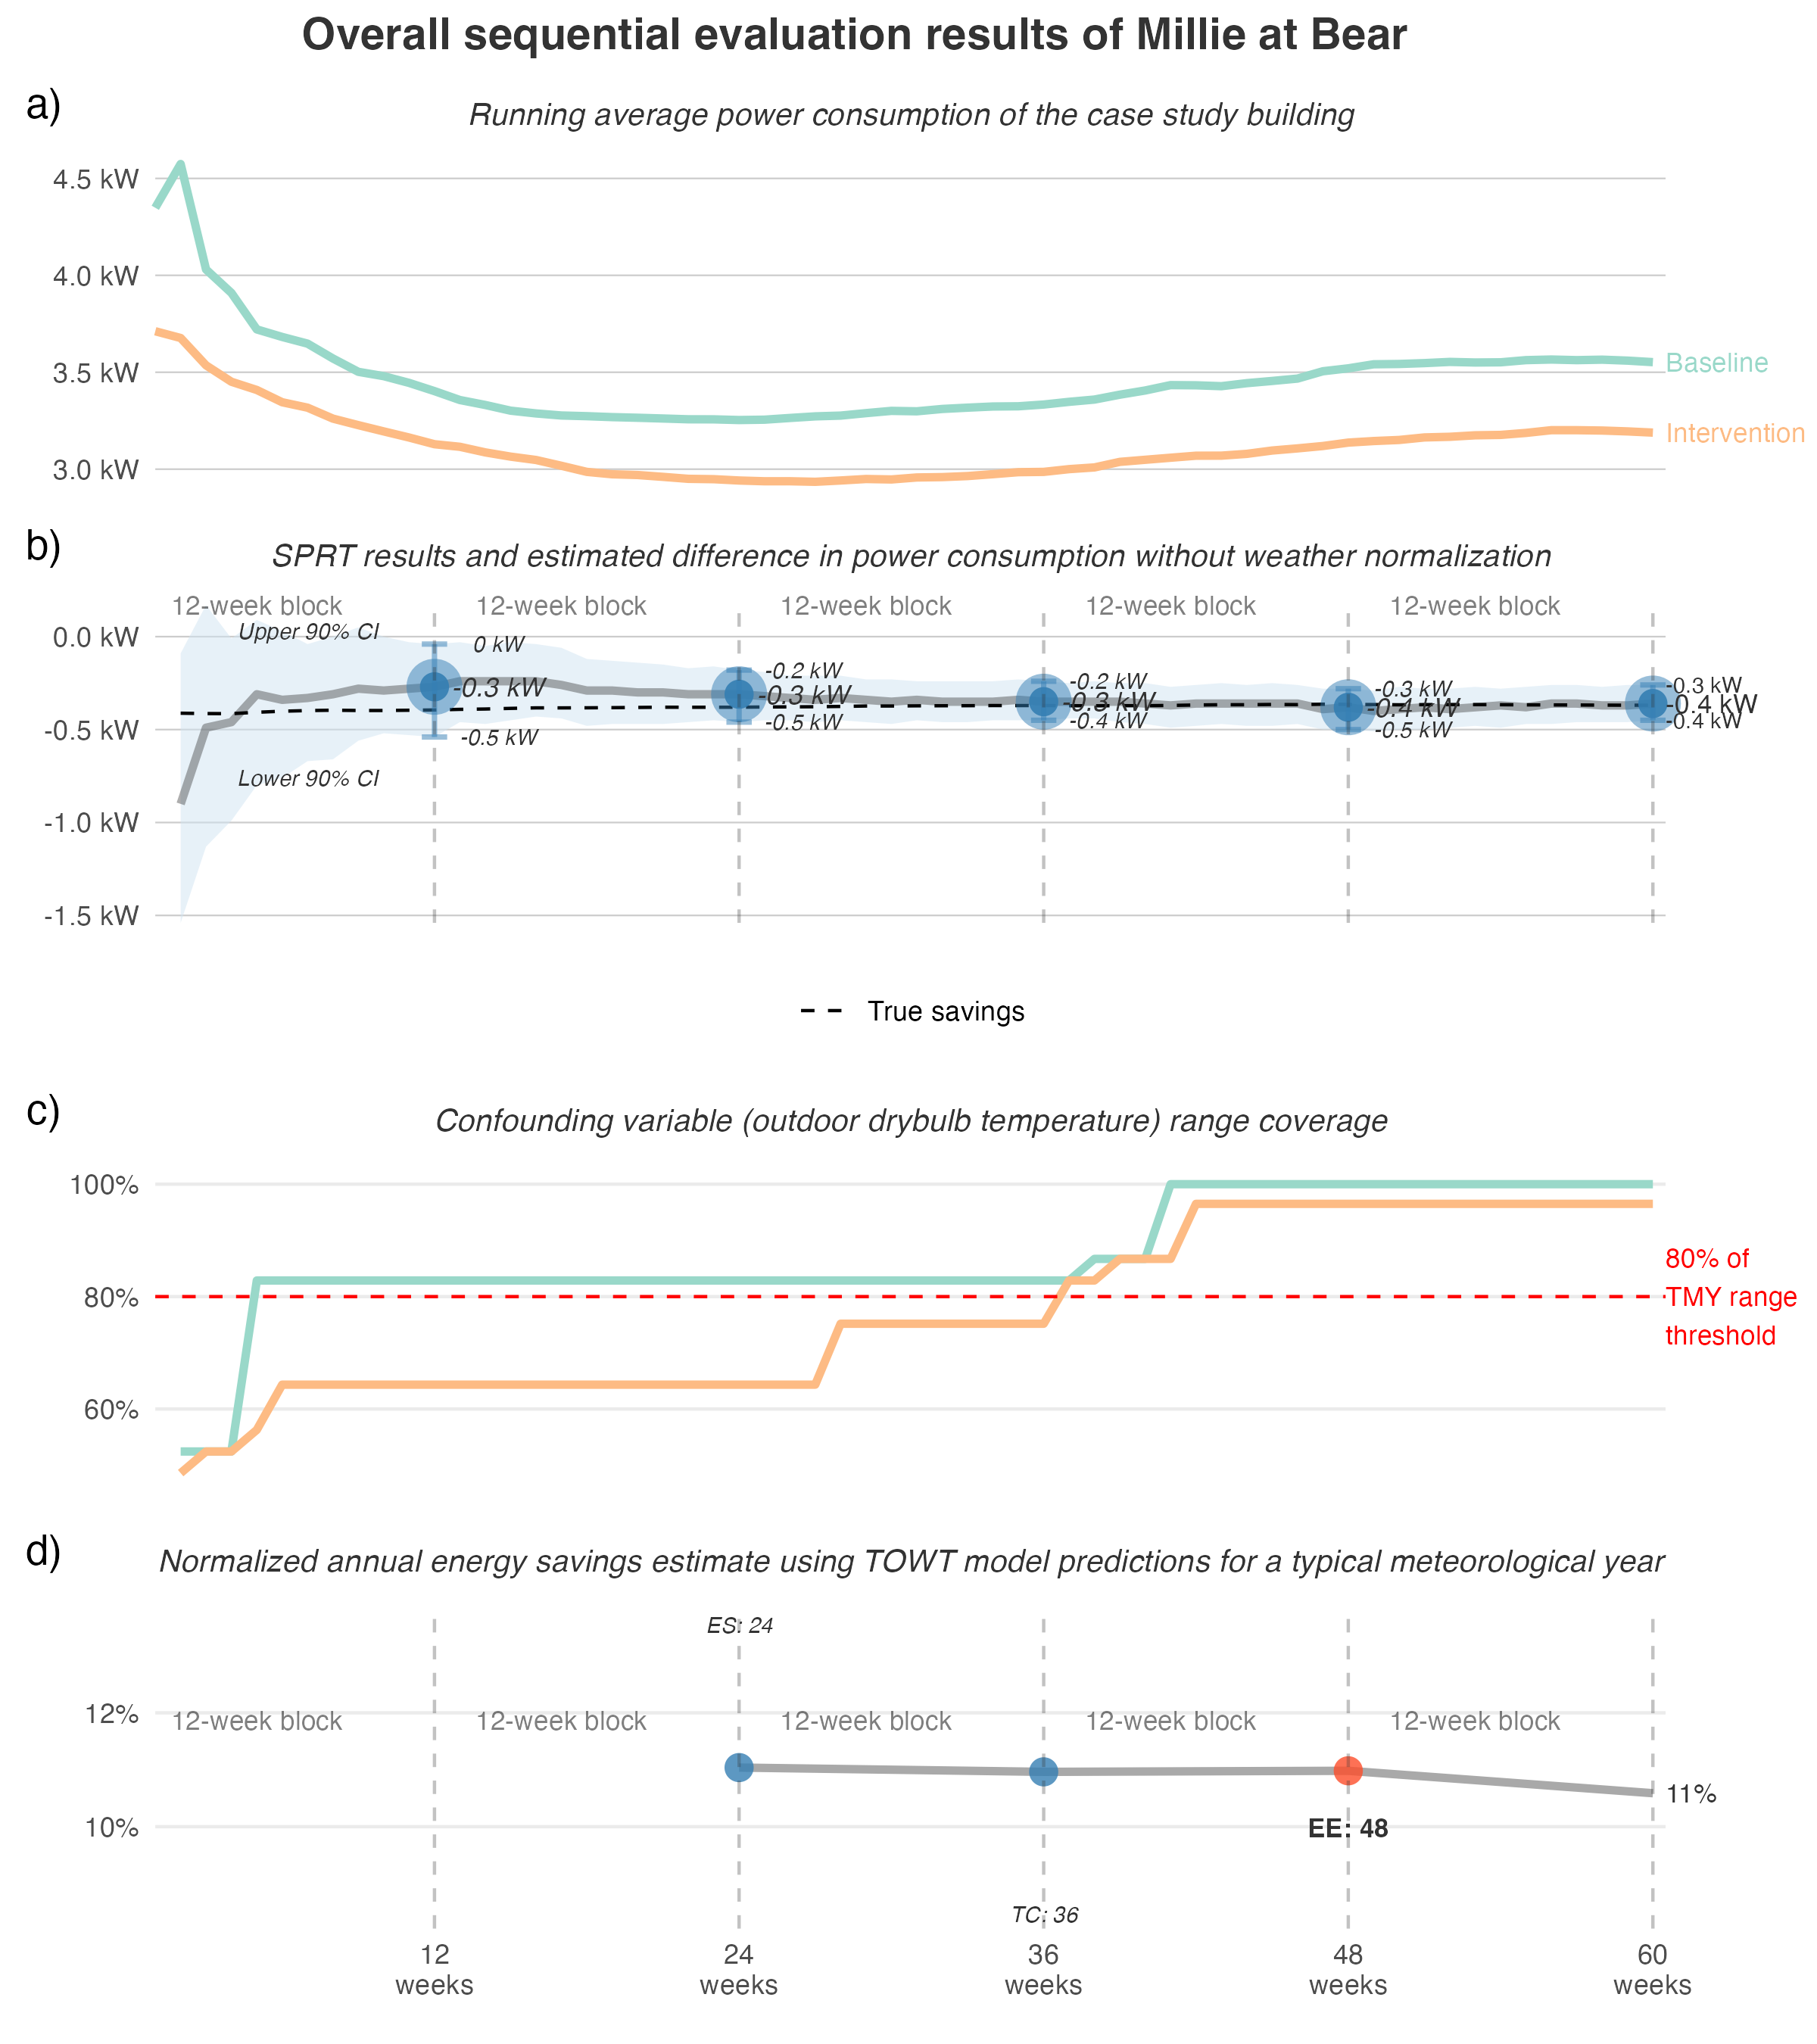 Overall sequential evaluation results of Millie at Bear
a)
Running average power consumption of the case study building
4.5 kW
4.0 kW
3.5 kW
3.0 kW
Baseline
Intervention
b)
SPRT results and estimated difference in power consumption without weather normalization
12-week block 12-week block 12-week block 12-week block 12-week block
0.0 kW
-0.5 kW
-1.0 kW
-1.5 kW
Upper 90% CI
Lower 90% CI
0 kW
-0.3 kW
-0.5 kW
-0.2 kW
-0.3 kW
-0.5 kW
-0.2 kW
-0.3 kW
-0.4 kW
-0.3 kW
-0.4 kW
-0.5 kW
-0.3 kW
-0.4 kW
-0.4 kW
True savings
c)
Confounding variable (outdoor drybulb temperature) range coverage
100%
80%
60%
80% of
TMY range
threshold
d)
Normalized annual energy savings estimate using TOWT model predictions for a typical meteorological year
ES: 24
12%
10%
12-week block 12-week block 12-week block 12-week block 12-week block
11%
EE: 48
TC: 36
12
weeks
24
weeks
36
weeks
48
weeks
60
weeks